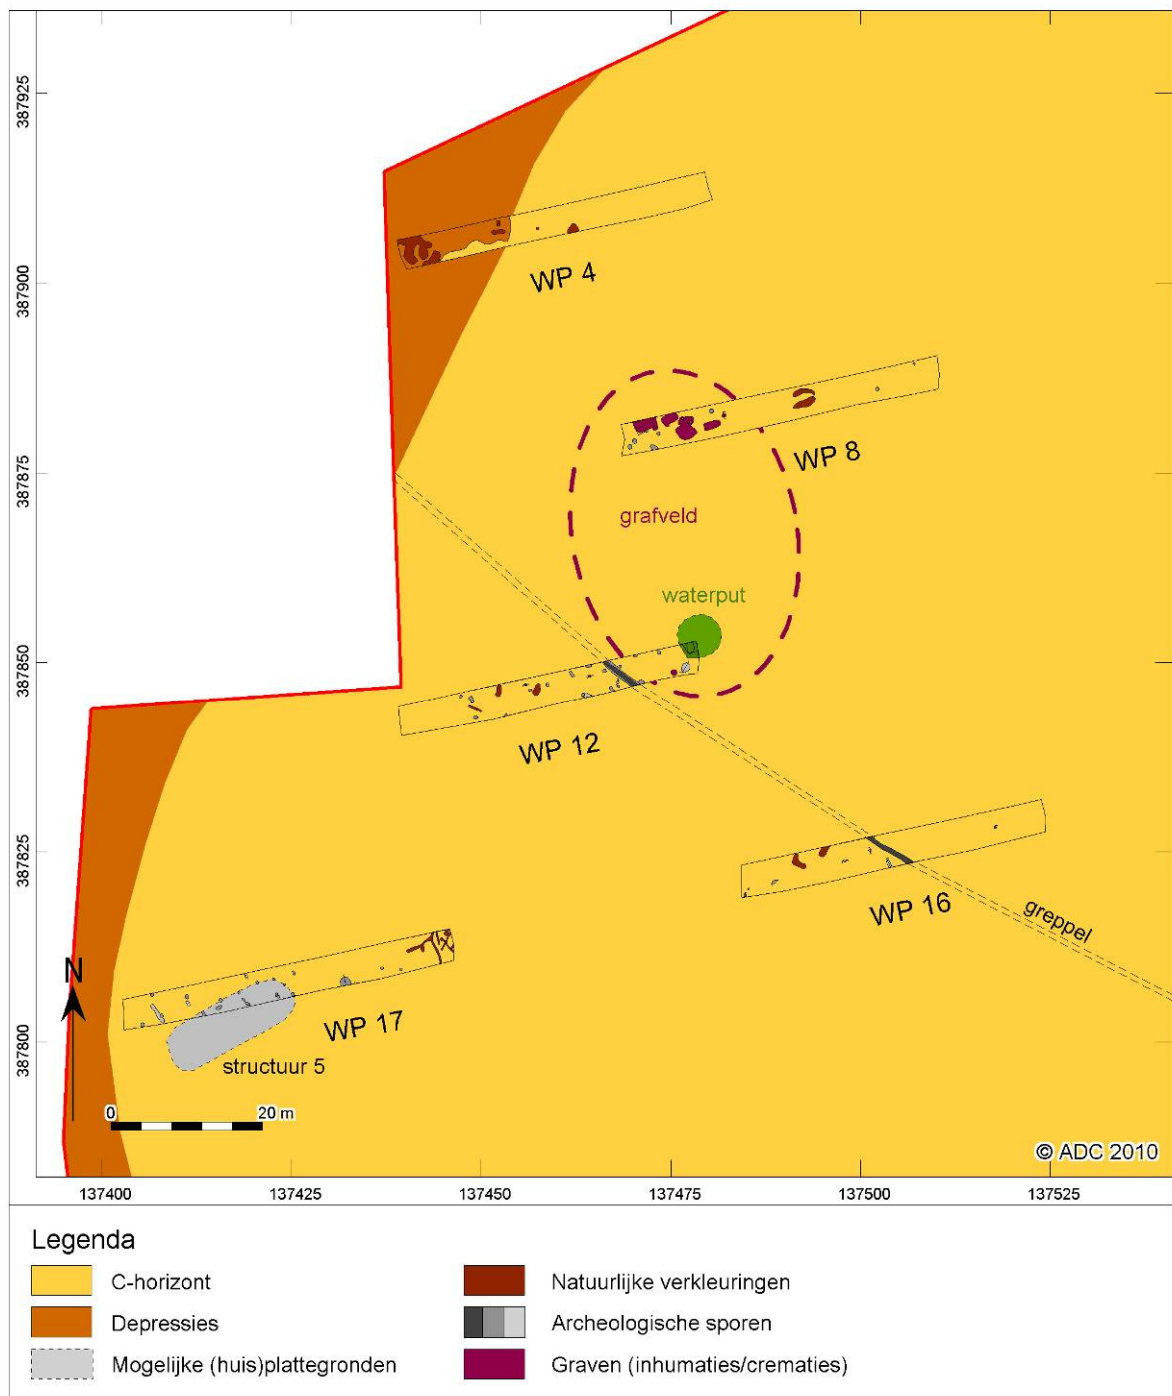 387925
387900
387875
387850
387825
387800
WP 4
WP 8
grafveld
waterput
WP 12
WP 16
greppel
N
WP 17
structuur 5
0 20 m
© ADC 2010
137400 137425 137450 137475 137500 137525
Legenda
C-horizont
Depressies
Mogelijke (huis)plattegronden
Natuurlijke verkleuringen
Archeologische sporen
Graven (inhumaties/crematies)